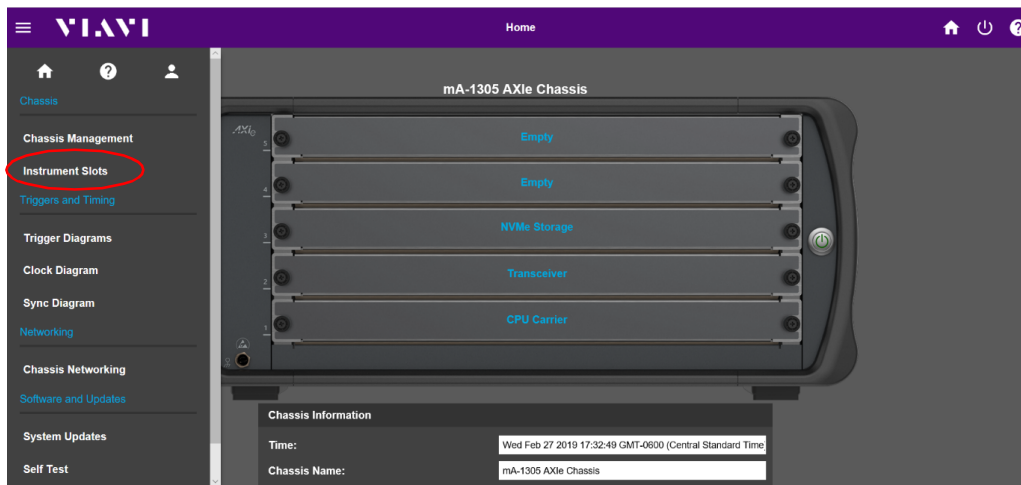 VIAVI
Home
Chassis
Chassis Management
Instrument Slots
Triggers and Timing
Trigger Diagrams
Clock Diagram
Sync Diagram
Networking
Chassis Networking
Software and Updates
System Updates
Self Test
mA-1305 AXIe Chassis
AXIe
5
Empty
4
Empty
3
NVMe Storage
2
Transceiver
1
CPU Carrier
Chassis Information
Time:
Wed Feb 27 2019 17:32:49 GMT-0600 (Central Standard Time
Chassis Name:
mA-1305 AXIe Chassis